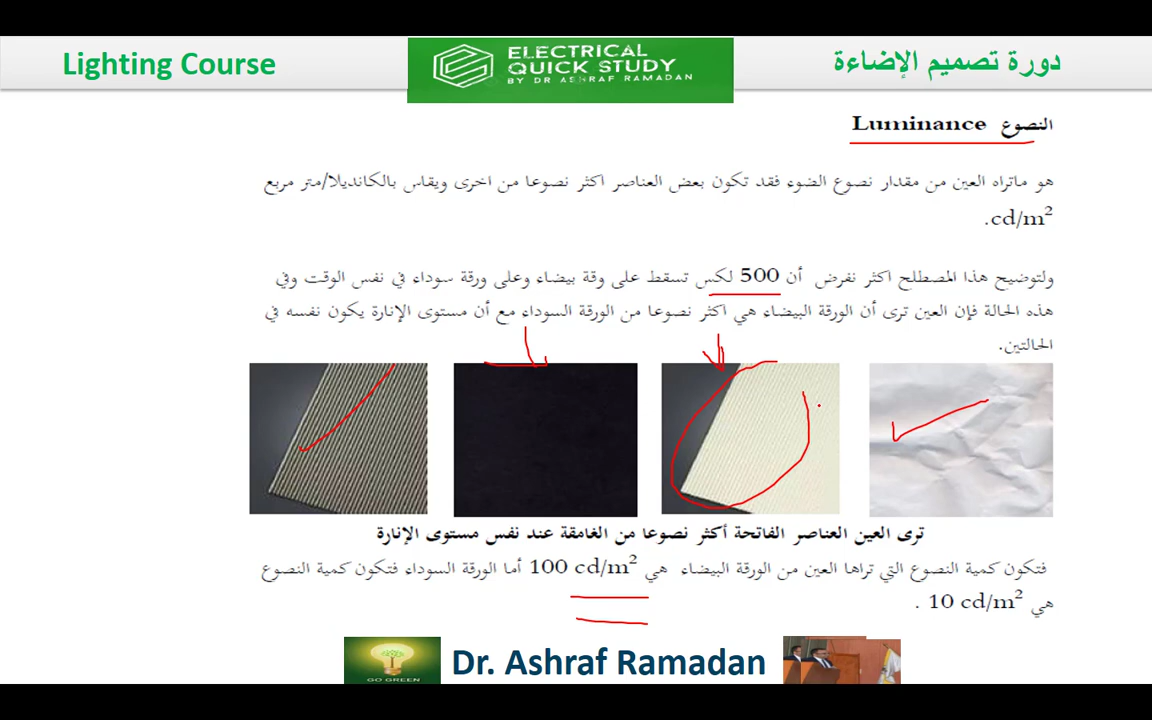 Lighting Course
ELECTRICAL
QUICK STUDY
BY DR ASHRAF RAMADAN
دورة تصميم الإضاءة
النصوع Luminance
هو ماتراه العين من مقدار نصوع الضوء فقد تكون بعض العناصر اكثر نصوعا من اخرى ويقاس بالكانديلا/متر مربع
cd/m².
ولتوضيح هذا المصطلح اكثر نفرض أن 500 لكس تسقط على وقة بيضاء وعلى ورقة سوداء في نفس الوقت وفي
هذه الحالة فإن العين ترى أن الورقة البيضاء هي اكثر نصوعا من الورقة السوداء مع أن مستوى الإنارة يكون نفسه في
الحالتين.
ترى العين العناصر الفاتحة أكثر نصوعا من الغامقة عند نفس مستوى الإنارة
فتكون كمية النصوع التي تراها العين من الورقة البيضاء هي 100 cd/m² أما الورقة السوداء فتكون كمية النصوع
هي 10 cd/m² .
GO GREEN
Dr. Ashraf Ramadan